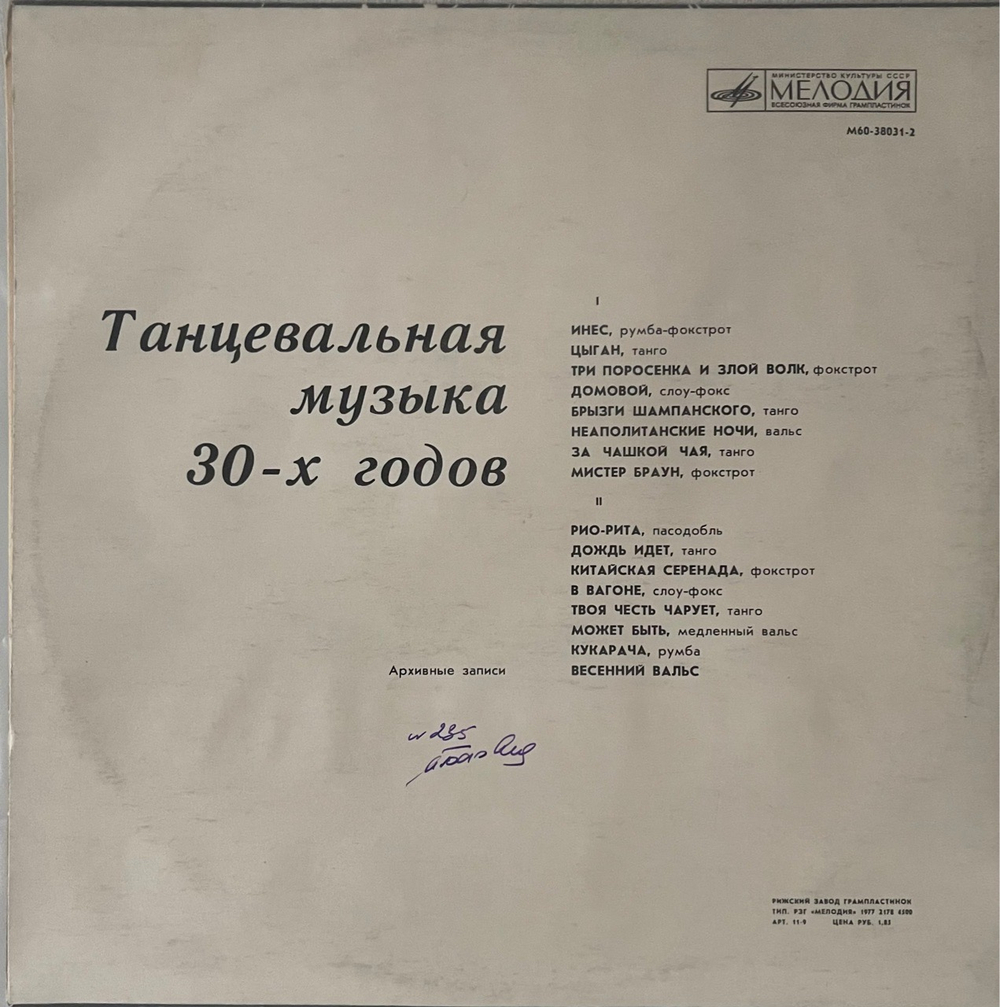 МИНИСТЕРСТВО КУЛЬТУРЫ СССР
МЕЛОДИЯ
ВСЕСОЮЗНАЯ ФИРМА ГРАМПЛАСТИНОК
М60-38031-2
Танцевальная
музыка
30-х годов
Архивные записи
I
ИНЕС, румба-фокстрот
ЦЫГАН, танго
ТРИ ПОРОСЕНКА И ЗЛОЙ ВОЛК, фокстрот
ДОМОВОЙ, слоу-фокс
БРЫЗГИ ШАМПАНСКОГО, танго
НЕАПОЛИТАНСКИЕ НОЧИ, вальс
ЗА ЧАШКОЙ ЧАЯ, танго
МИСТЕР БРАУН, фокстрот
II
РИО-РИТА, пасодобль
ДОЖДЬ ИДЕТ, танго
КИТАЙСКАЯ СЕРЕНАДА, фокстрот
В ВАГОНЕ, слоу-фокс
ТВОЯ ЧЕСТЬ ЧАРУЕТ, танго
МОЖЕТ БЫТЬ, медленный вальс
КУКАРАЧА, румба
ВЕСЕННИЙ ВАЛЬС
235
РИЖСКИЙ ЗАВОД ГРАМПЛАСТИНОК
ТИП. РЗГ «МЕЛОДИЯ» 1977 2178 4500
АРТ. 11-9 ЦЕНА РУБ. 1,83